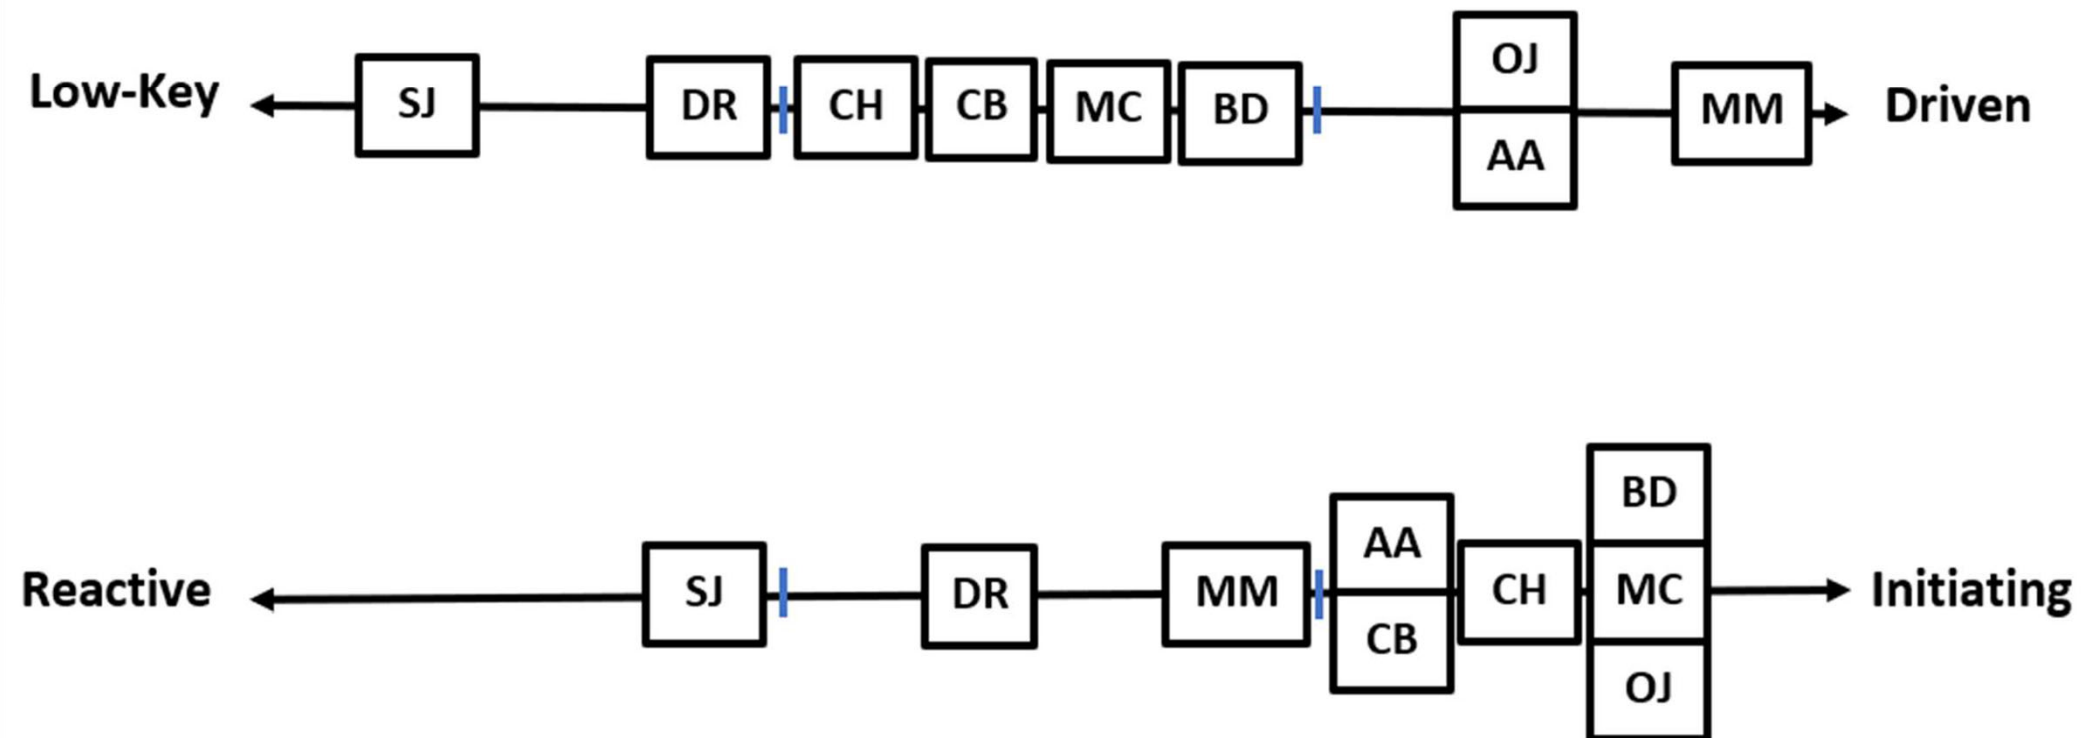 Low-Key SJ DR CH CB MC BD OJ AA MM Driven
Reactive SJ DR MM AA CB CH BD MC OJ Initiating